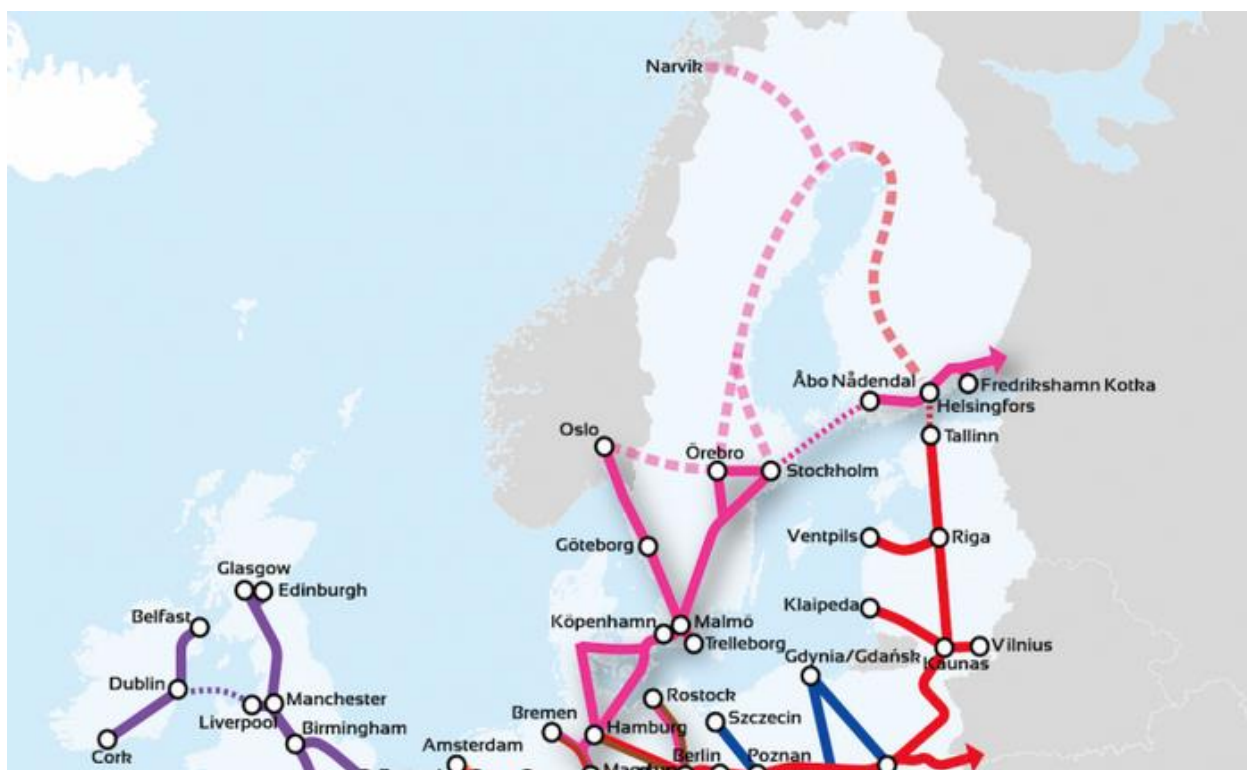 Narvik
Åbo Nådendal
Fredrikshamn Kotka
Helsingfors
Oslo
Örebro
Stockholm
Tallinn
Göteborg
Ventpils
Riga
Glasgow
Edinburgh
Belfast
Klaipeda
Köpenhamn
Malmö
Trelleborg
Gdynia/Gdańsk
Kaunas
Vilnius
Dublin
Liverpool
Manchester
Rostock
Birmingham
Bremen
Hamburg
Szczecin
Cork
Amsterdam
Berlin
Poznan